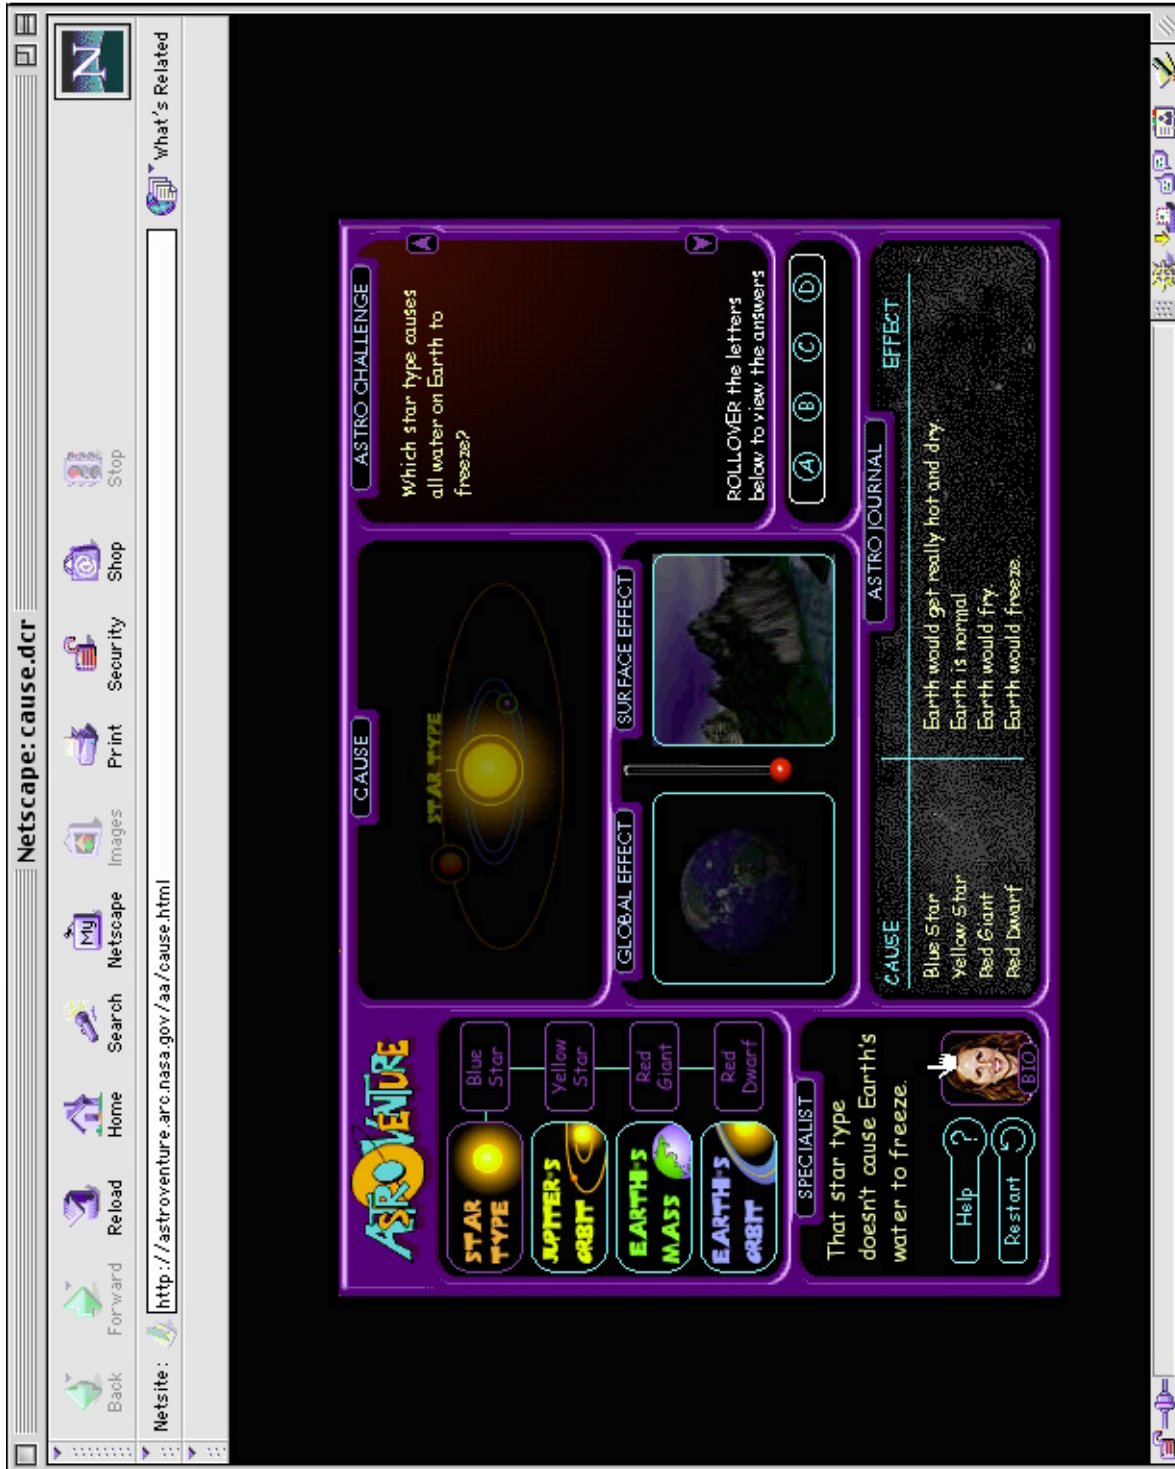 Netscape: cause.dcr
Back Forward Reload Home Search Netscape Images Print Security Shop Stop
My
N
Netsite: http://astroventure.arc.nasa.gov/aa/cause.html
What's Related
ASTROVENTURE
STAR TYPE
JUPITER'S ORBIT
EARTH'S MASS
EARTH'S ORBIT
Blue Star
Yellow Star
Red Giant
Red Dwarf
CAUSE
STAR TYPE
GLOBAL EFFECT
SURFACE EFFECT
ASTRO CHALLENGE
Which star type causes
all water on Earth to
freeze?
ROLLOVER the letters
below to view the answers
A B C D
SPECIALIST
That star type
doesn't cause Earth's
water to freeze.
Help ?
Restart
BIO
ASTRO JOURNAL
CAUSE EFFECT
Blue Star Earth would get really hot and dry.
Yellow Star Earth is normal
Red Giant Earth would fry.
Red Dwarf Earth would freeze.